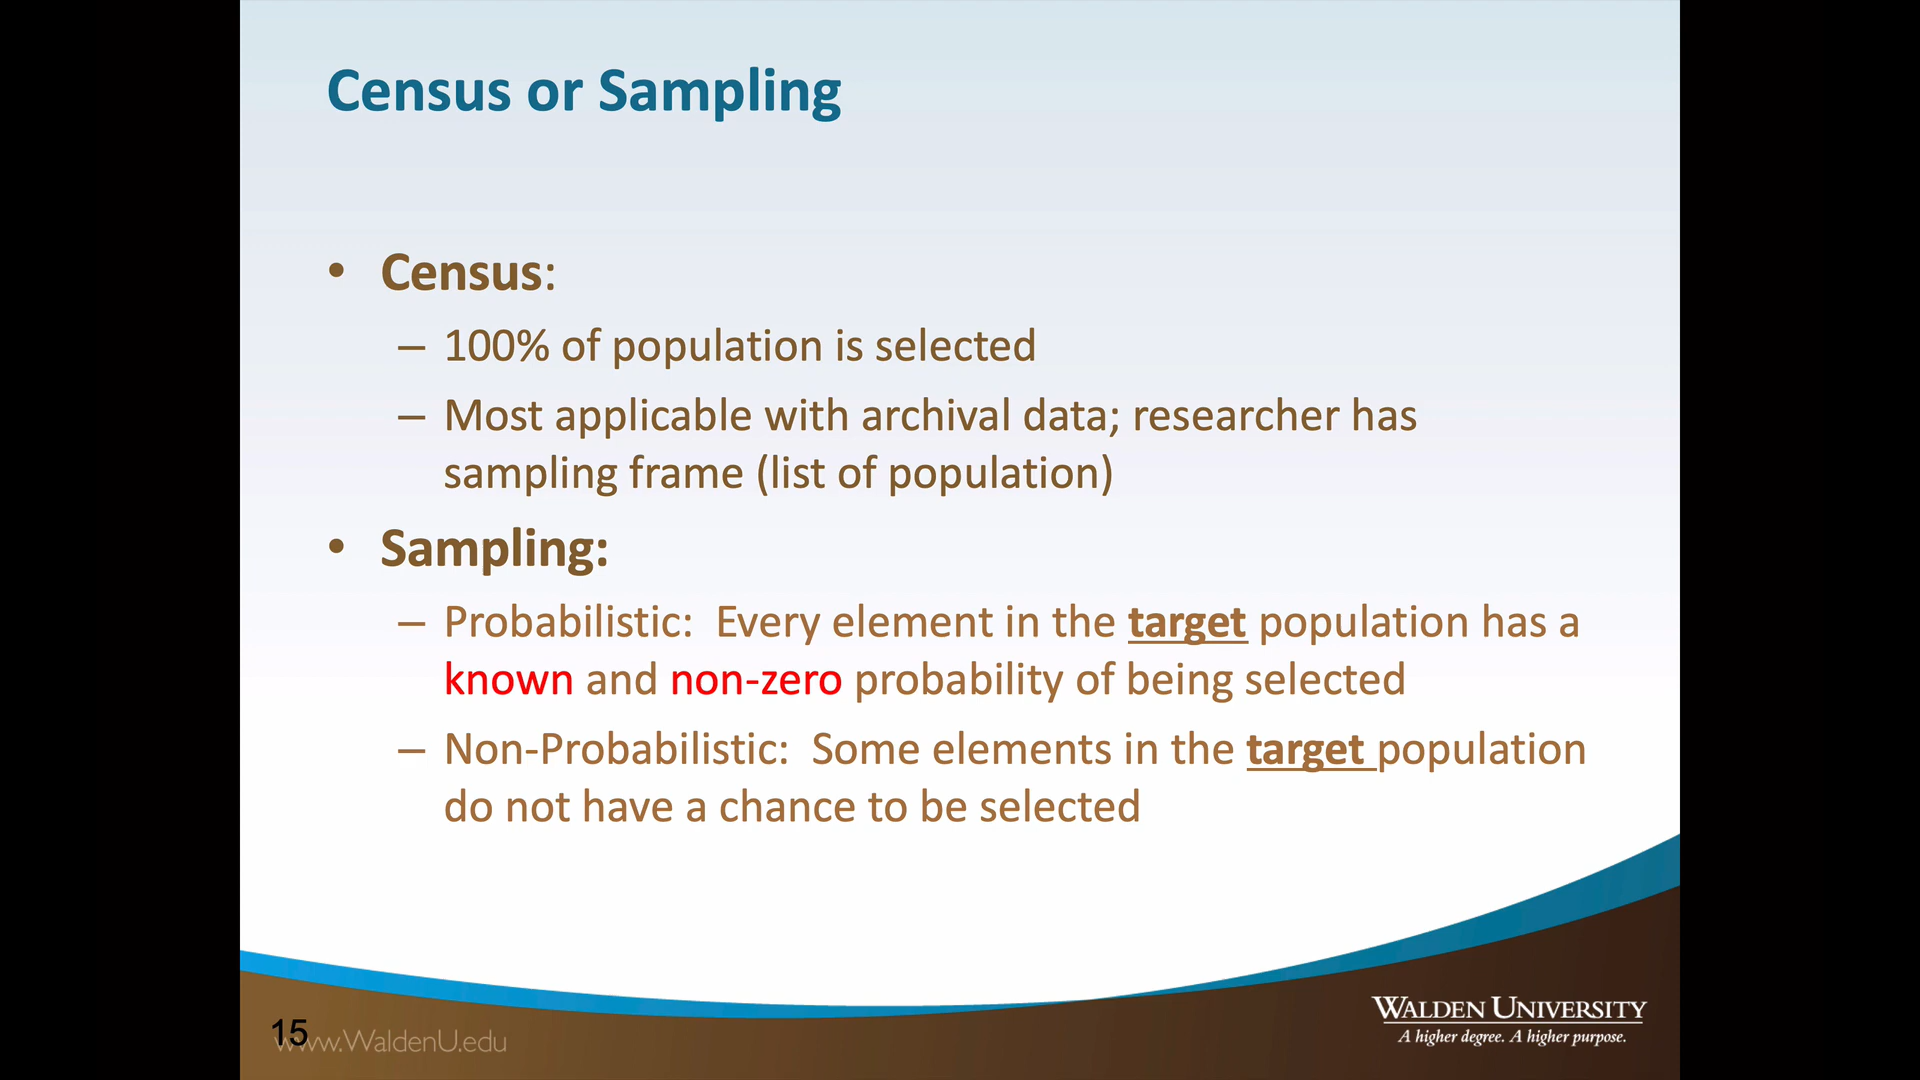 Census or Sampling
• Census:
– 100% of population is selected
– Most applicable with archival data; researcher has
sampling frame (list of population)
• Sampling:
– Probabilistic:  Every element in the target population has a
known and non-zero probability of being selected
– Non-Probabilistic:  Some elements in the target population
do not have a chance to be selected
15
www.WaldenU.edu
WALDEN UNIVERSITY
A higher degree. A higher purpose.